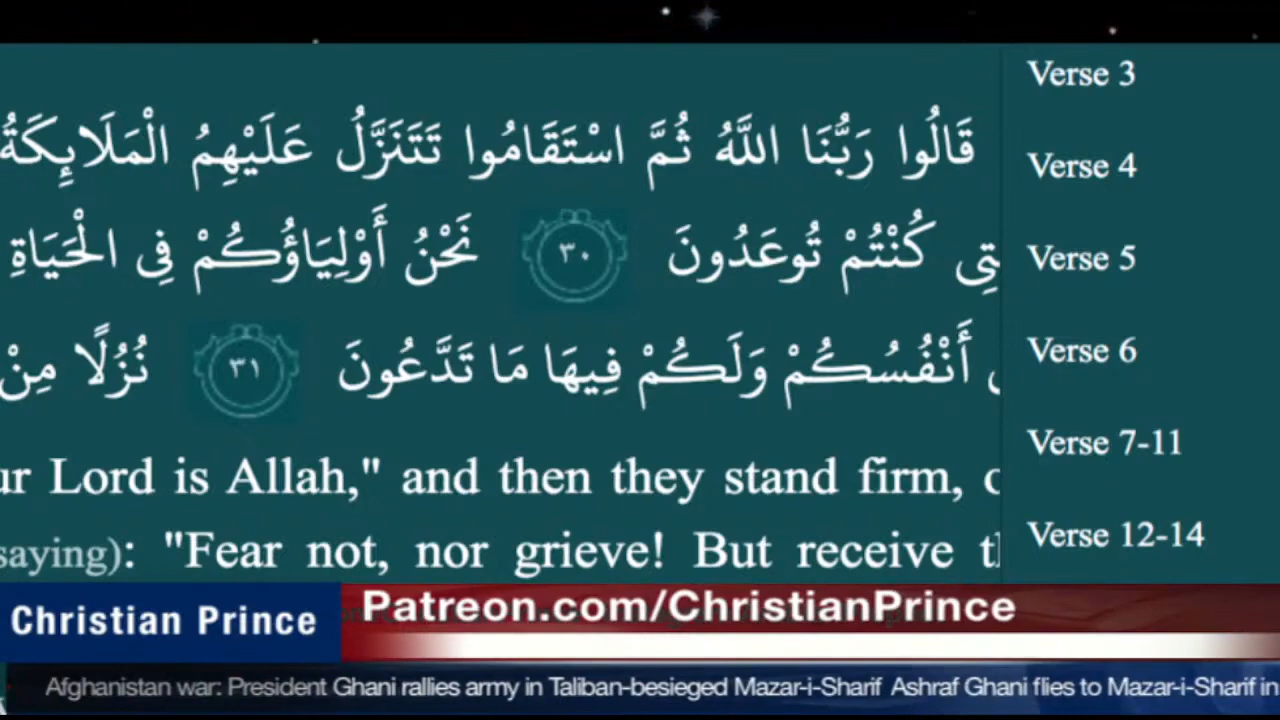 قَالُوا رَبُّنَا اللَّهُ ثُمَّ اسْتَقَامُوا تَتَنَزَّلُ عَلَيْهِمُ الْمَلَايِكَةُ
كُنْتُمْ تُوعَدُونَ ٣٠ نَحْنُ أَوْلِيَاؤُكُمْ فِى الْحَيَاةِ
أَنْفُسُكُمْ وَلَكُمْ فِيهَا مَا تَدَّعُونَ ٣١ نُزُلًا مِنْ
ur Lord is Allah," and then they stand firm,
saying): "Fear not, nor grieve! But receive
Verse 3
Verse 4
Verse 5
Verse 6
Verse 7-11
Verse 12-14
Christian Prince
Patreon.com/ChristianPrince
Afghanistan war: President Ghani rallies army in Taliban-besieged Mazar-i-Sharif Ashraf Ghani flies to Mazar-i-Sharif in